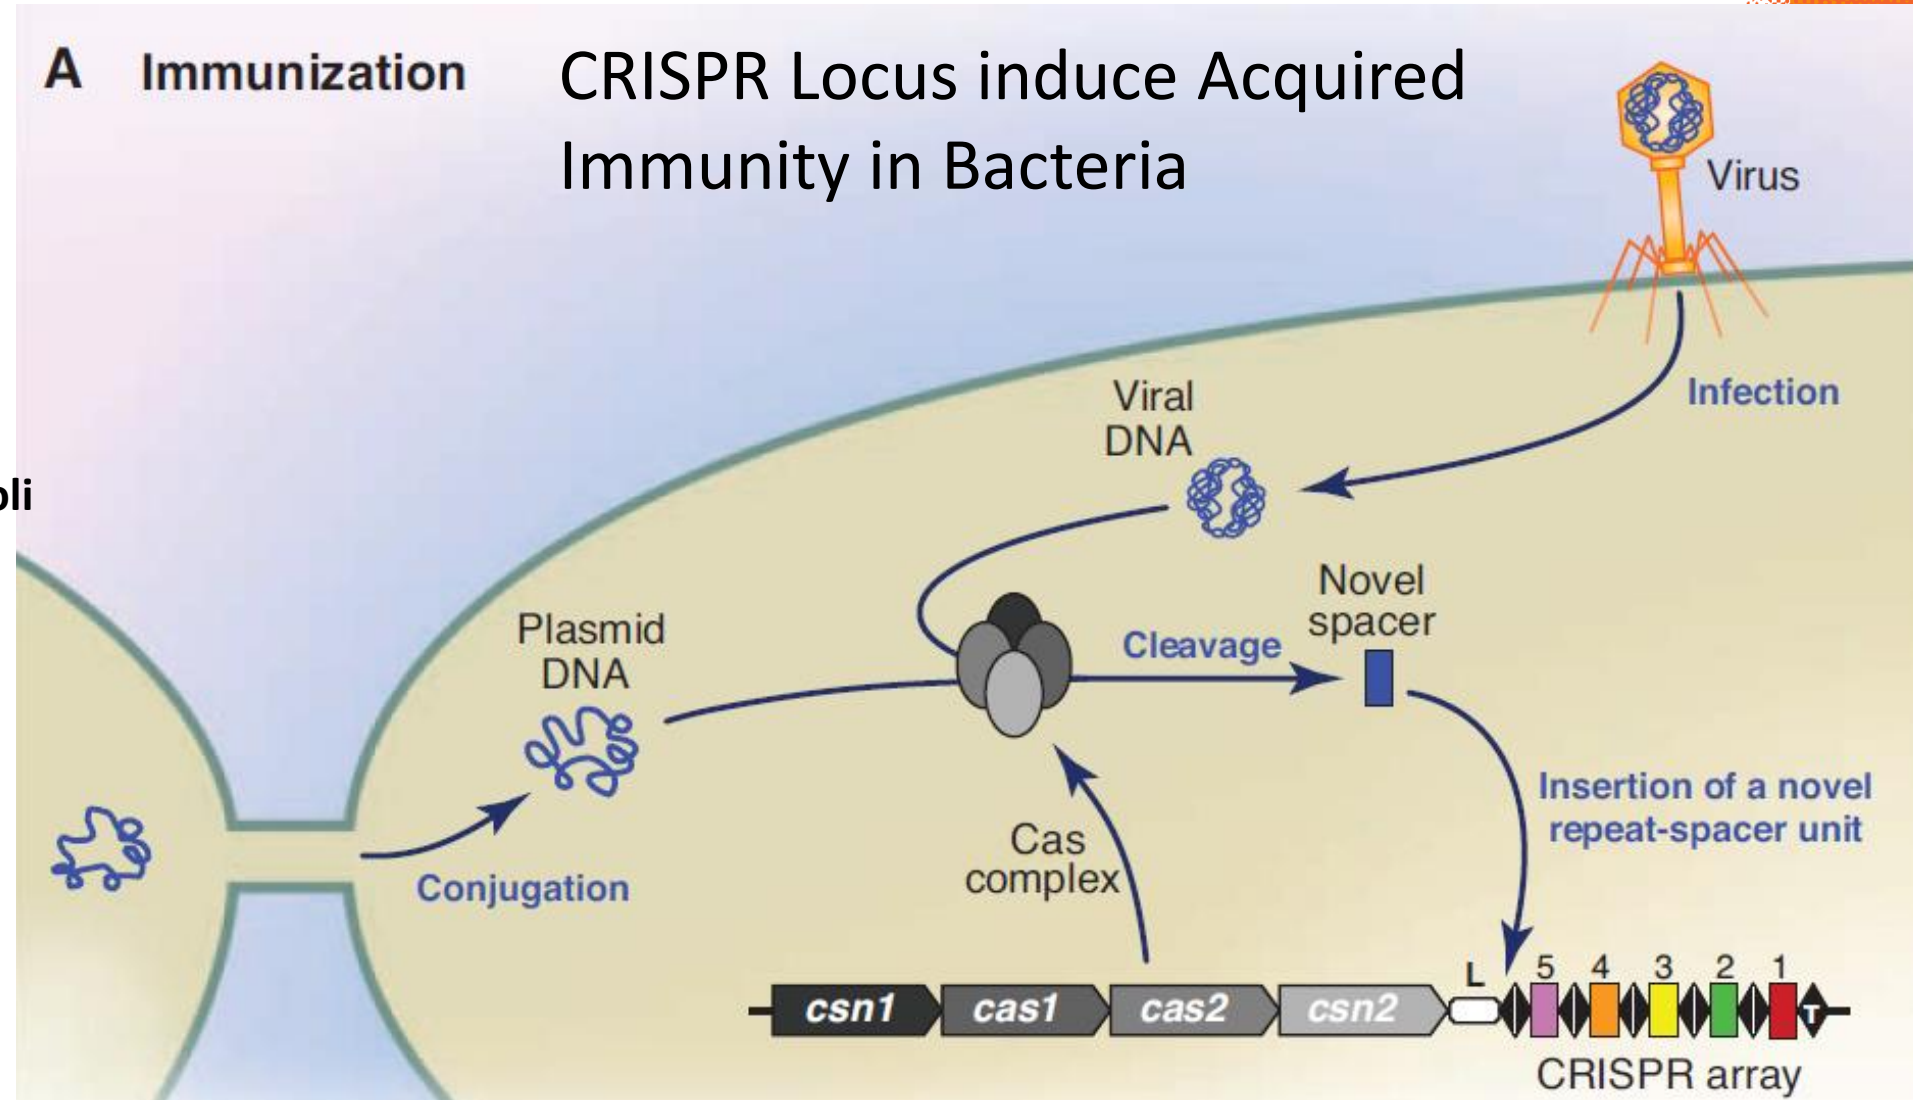 A Immunization
CRISPR Locus induce Acquired
Immunity in Bacteria
Virus
Infection
Viral
DNA
oli
Novel
spacer
Plasmid
DNA
Cleavage
Insertion of a novel
repeat-spacer unit
Cas
complex
Conjugation
L 5 4 3 2 1
csn1 cas1 cas2 csn2 T
CRISPR array